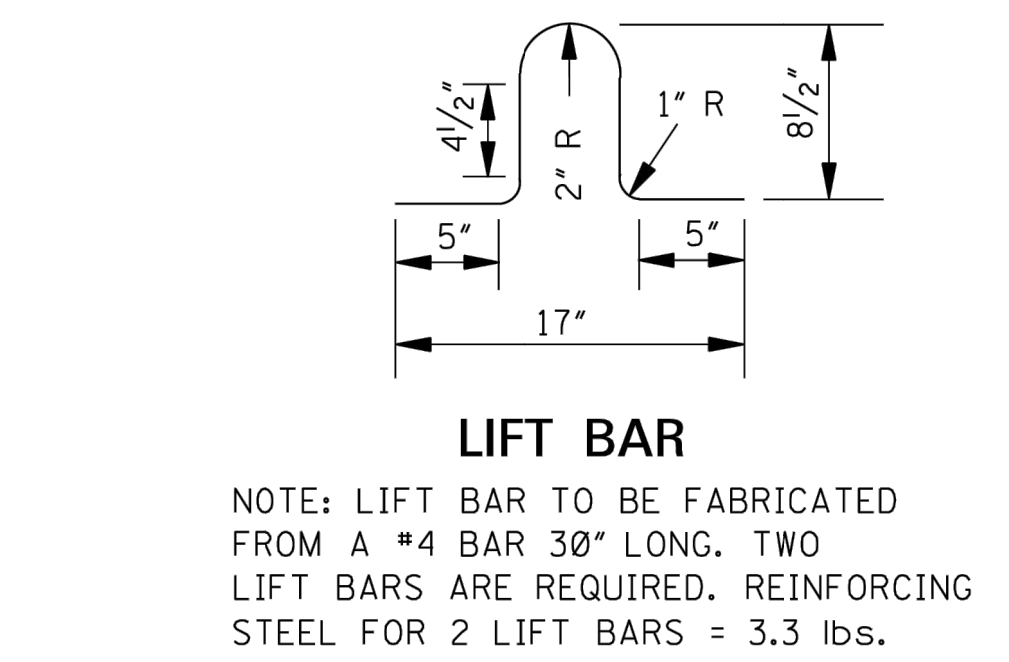 4½″
2″ R
1″ R
8½″
5″
5″
17″
LIFT BAR
NOTE: LIFT BAR TO BE FABRICATED
FROM A #4 BAR 30″ LONG. TWO
LIFT BARS ARE REQUIRED. REINFORCING
STEEL FOR 2 LIFT BARS = 3.3 lbs.